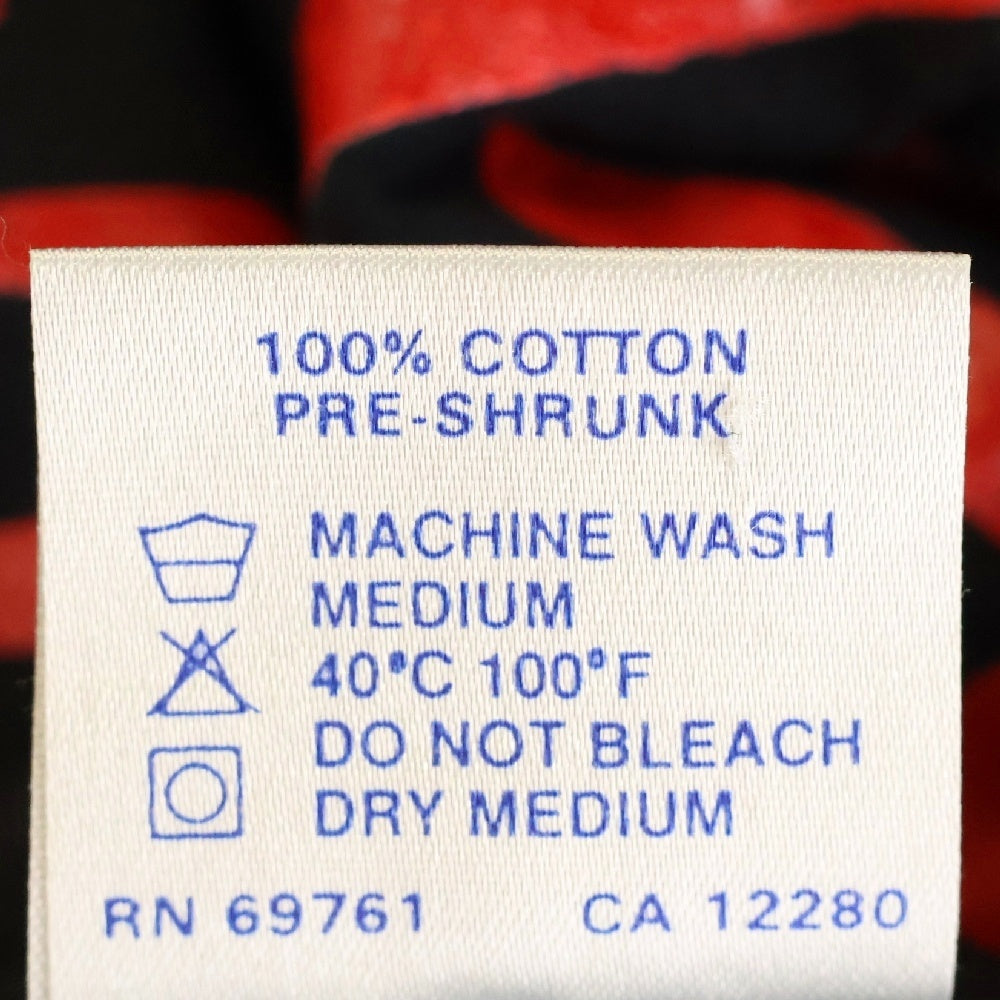 100% COTTON
PRE-SHRUNK
MACHINE WASH
MEDIUM
40°C 100°F
DO NOT BLEACH
DRY MEDIUM
RN 69761 CA 12280